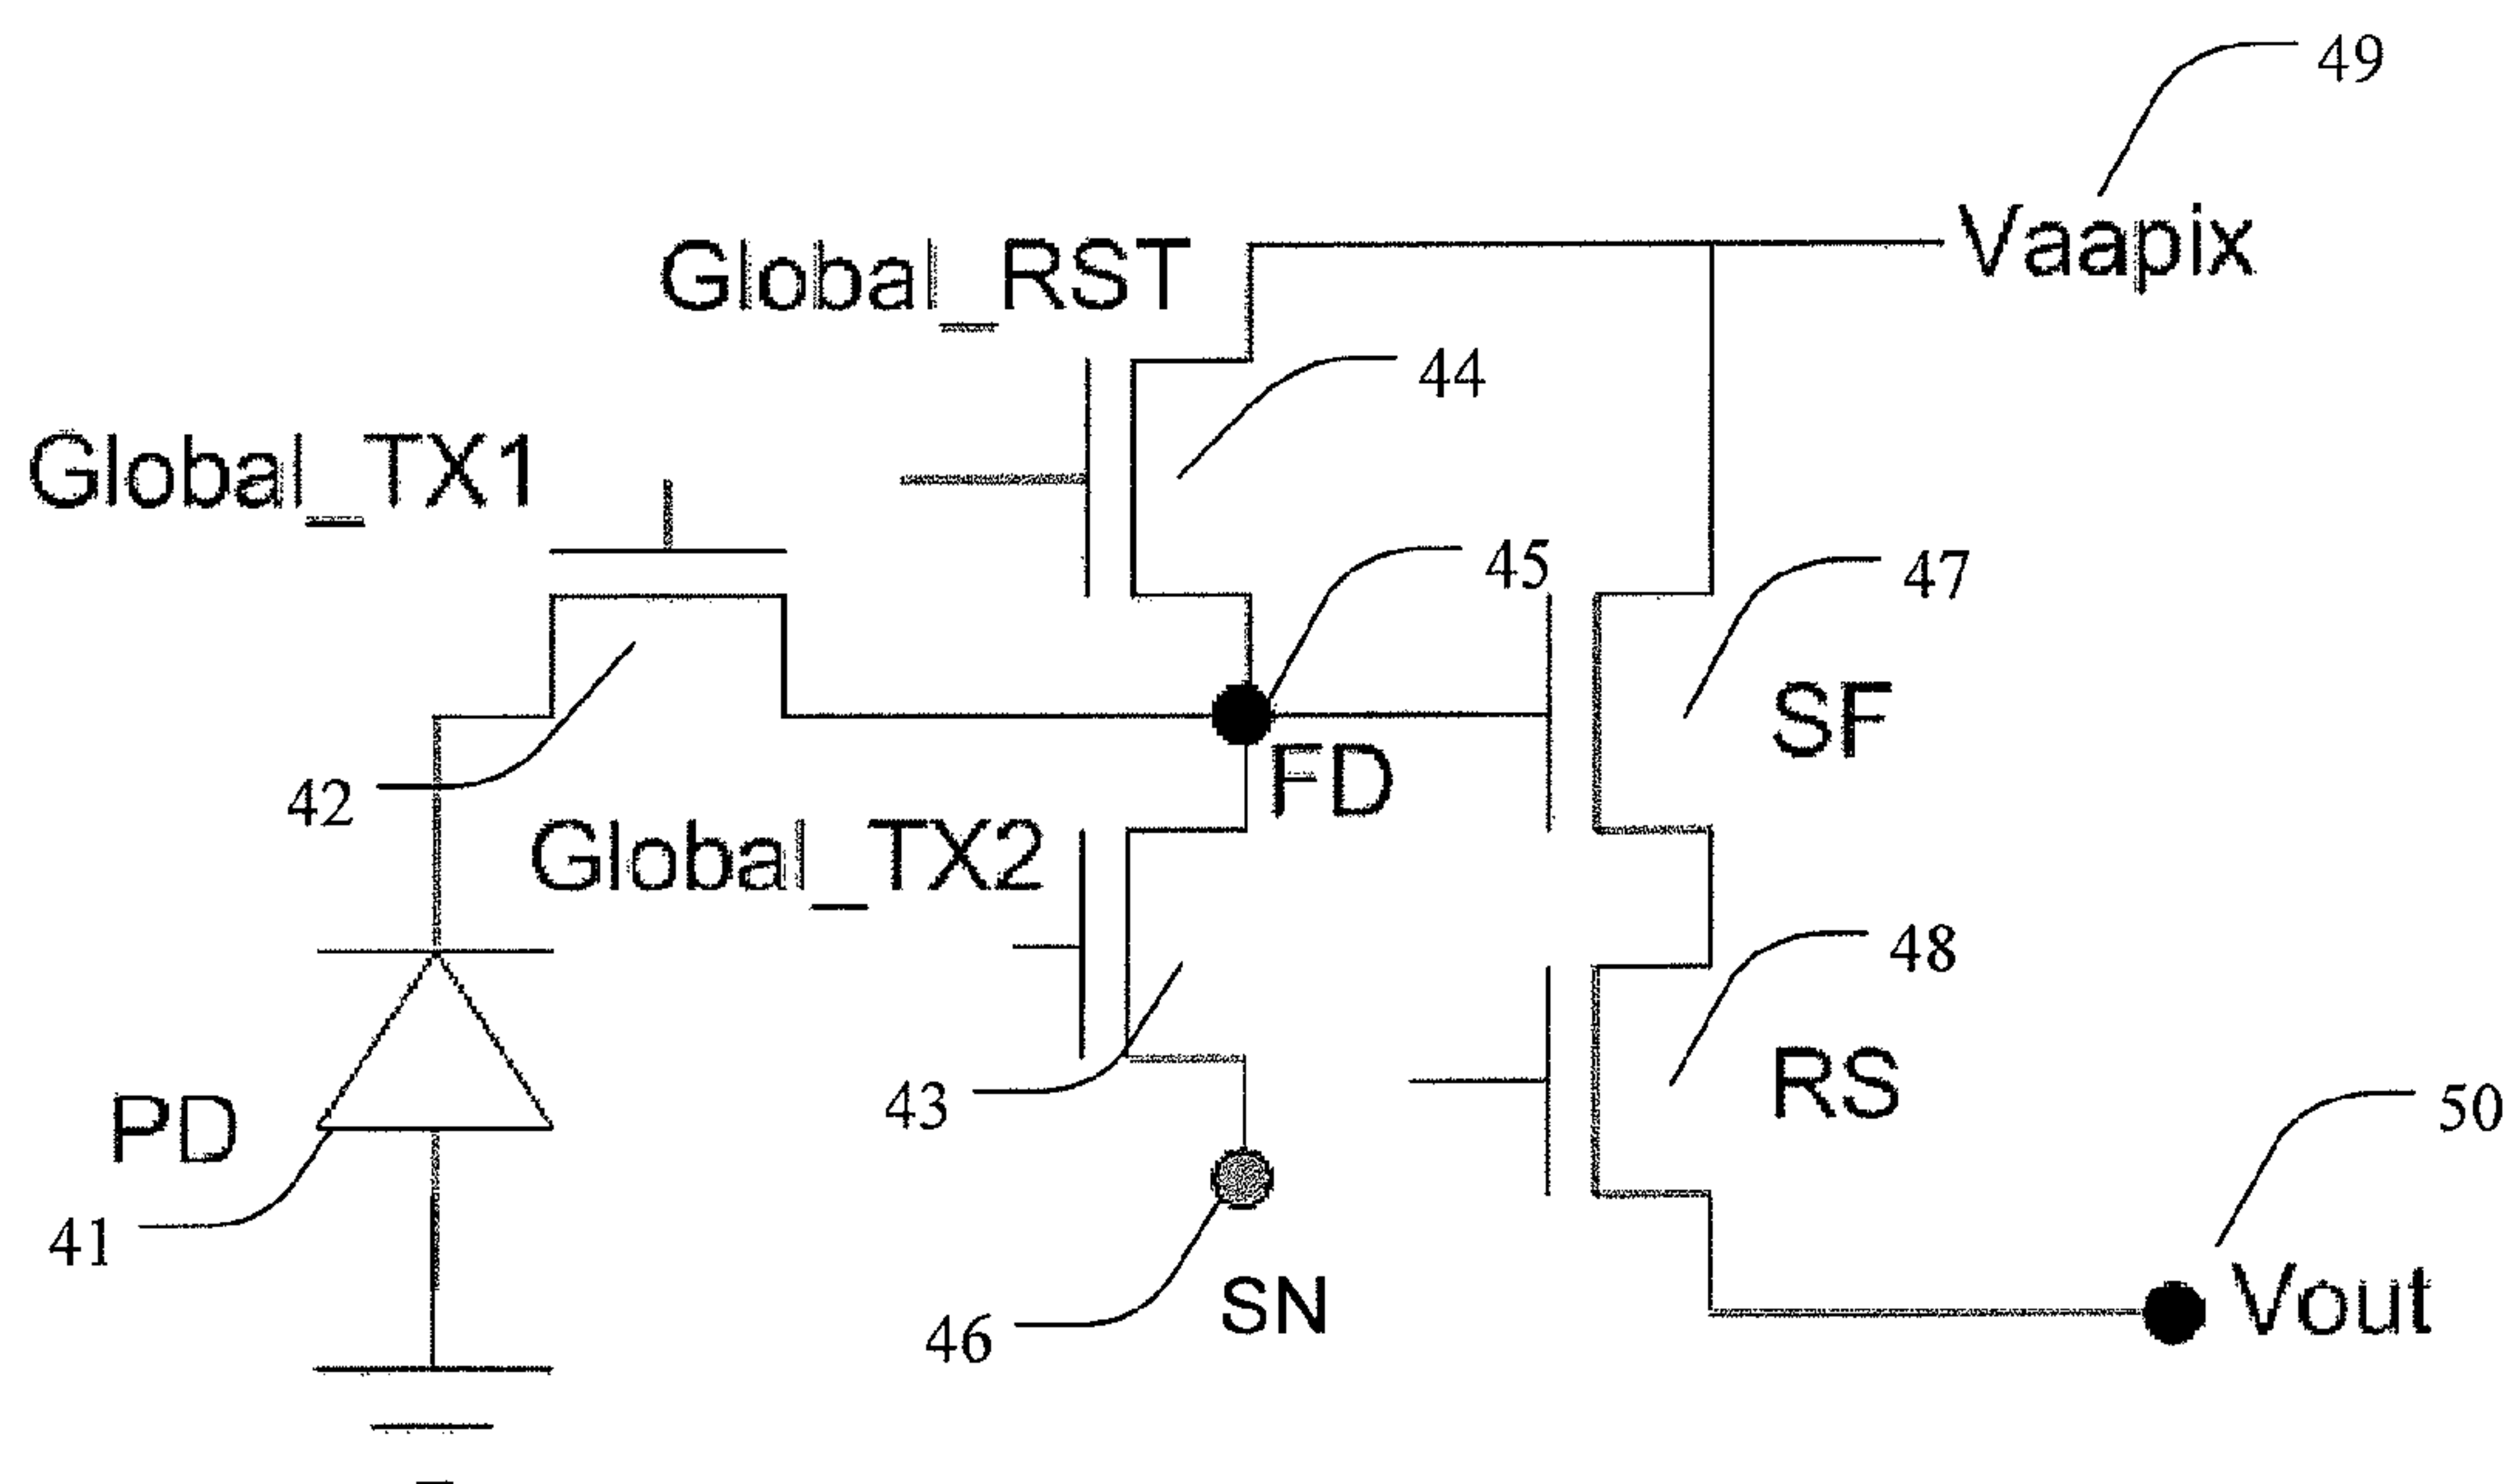 49
Vaapix
Global_RST
44
Global_TX1
45
47
SF
FD
42
Global_TX2
48
RS
43
50
PD
41
46
SN
Vout